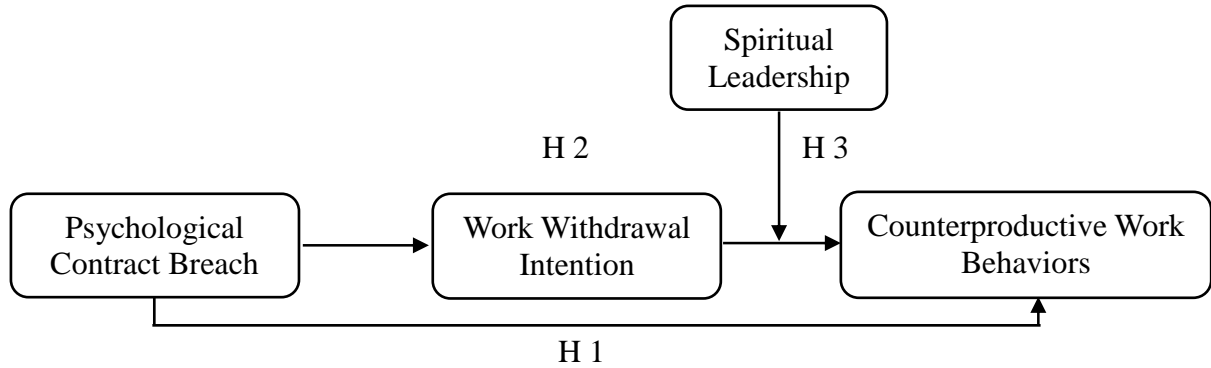 Spiritual
Leadership
H 2
H 3
Psychological
Contract Breach
Work Withdrawal
Intention
Counterproductive Work
Behaviors
H 1